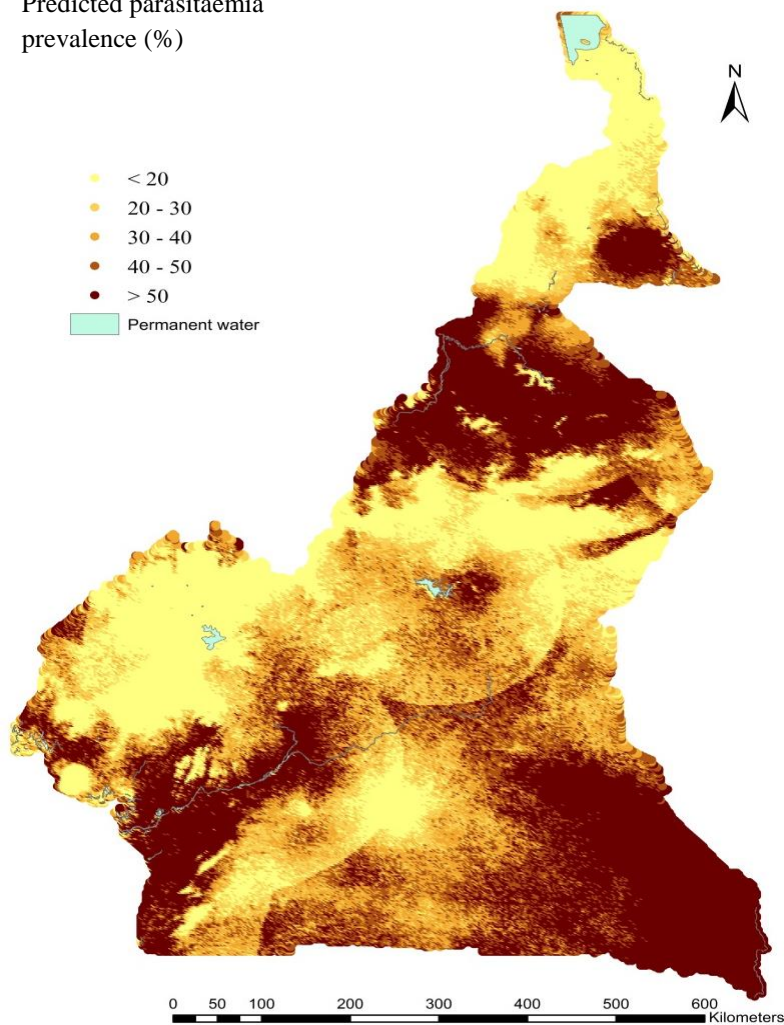 Predicted parasitaemia
prevalence (%)
N
< 20
20 - 30
30 - 40
40 - 50
> 50
Permanent water
0 50 100 200 300 400 500 600
Kilometers